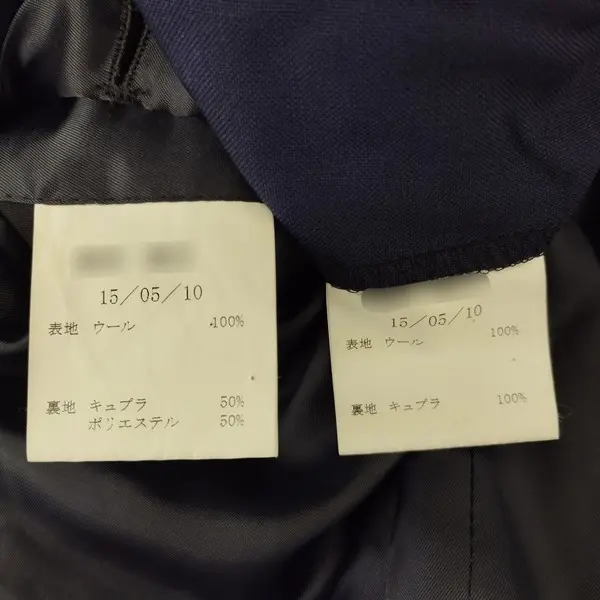 15/05/10
表地 ウール 100%
裏地 キュプラ 50%
ポリエステル 50%
15/05/10
表地 ウール 100%
裏地 キュプラ 100%